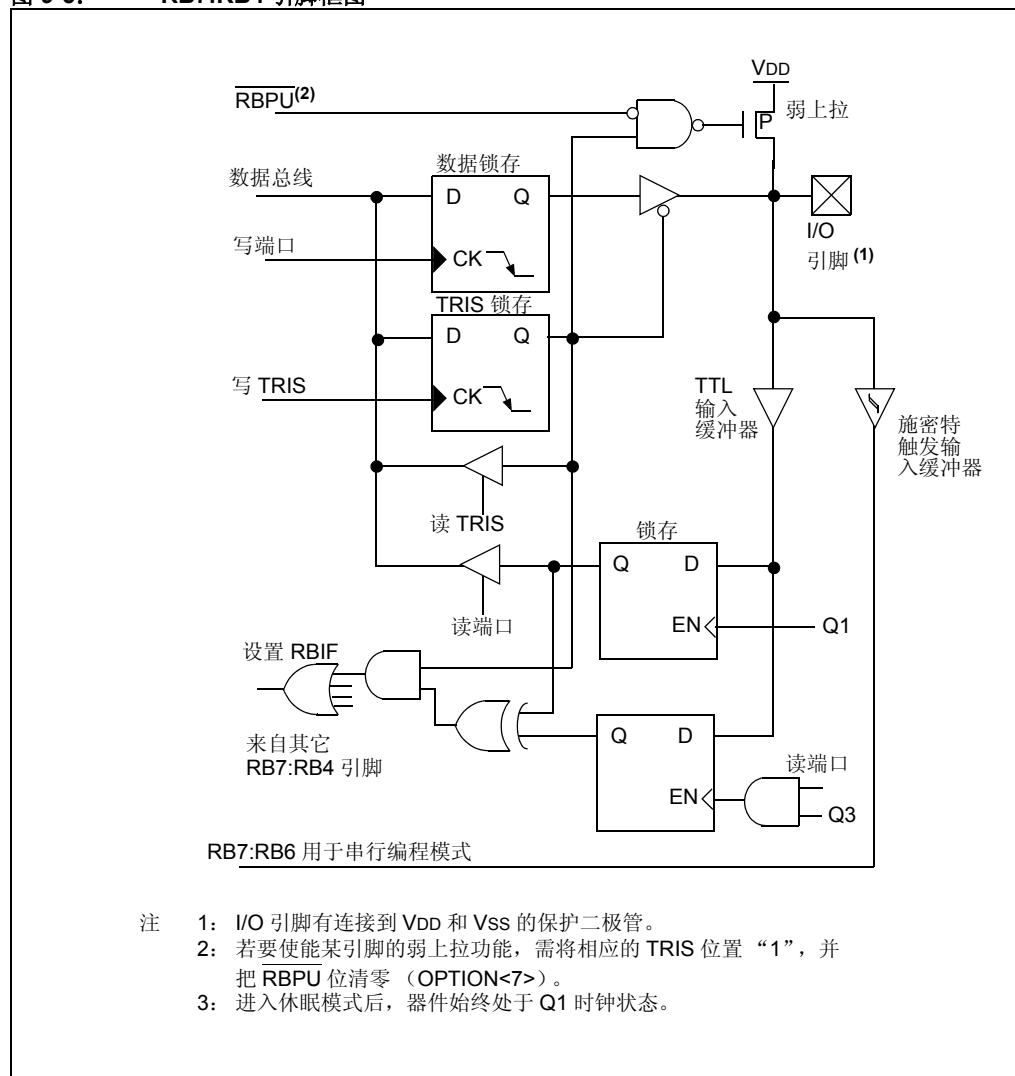 VDD
RBPU(2)
弱上拉
P
数据总线
数据锁存
D Q
I/O
引脚(1)
写端口
CK
TRIS 锁存
D Q
写 TRIS
CK
TTL
输入
缓冲器
施密特
触发输
入缓冲器
读 TRIS
锁存
Q D
读端口
EN
Q1
设置 RBIF
来自其它
RB7:RB4 引脚
Q D
读端口
EN
Q3
RB7:RB6 用于串行编程模式
注 1: I/O 引脚有连接到 VDD 和 VSS 的保护二极管。
2: 若要使能某引脚的弱上拉功能，需将相应的 TRIS 位置 “1”，并
把 RBPU 位清零 （OPTION<7>）。
3: 进入休眠模式后，器件始终处于 Q1 时钟状态。